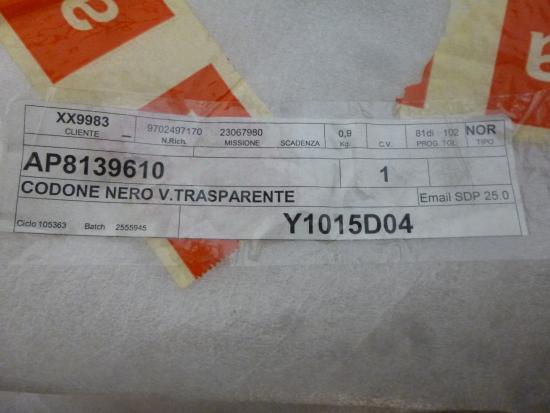 XX9983 9702497170 23067980 0,9 81di 102 NOR
CLIENTE _ N.Rich. MISSIONE SCADENZA Kg. C.V. PROG. TGL. TIPO
AP8139610 1
CODONE NERO V.TRASPARENTE Email SDP 25.0
Ciclo 105363 Batch 2555945 Y1015D04